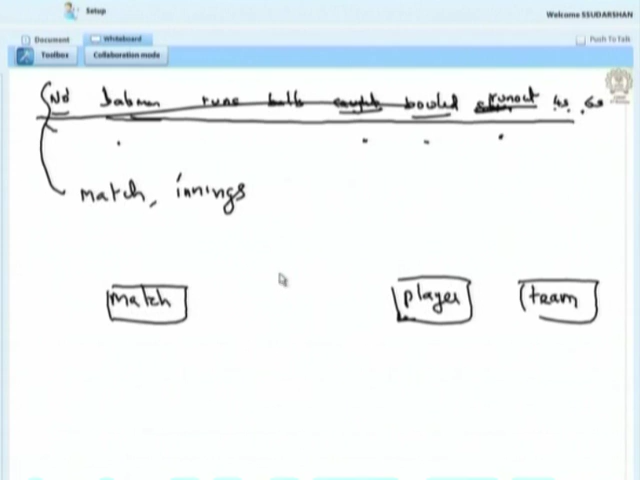 Setup
Welcome SSUDARSHAN
Document Whiteboard Push To Talk
Toolbox Collaboration mode
No batsman runs balls caught bowled runout 4s 6s
match, innings
match player team